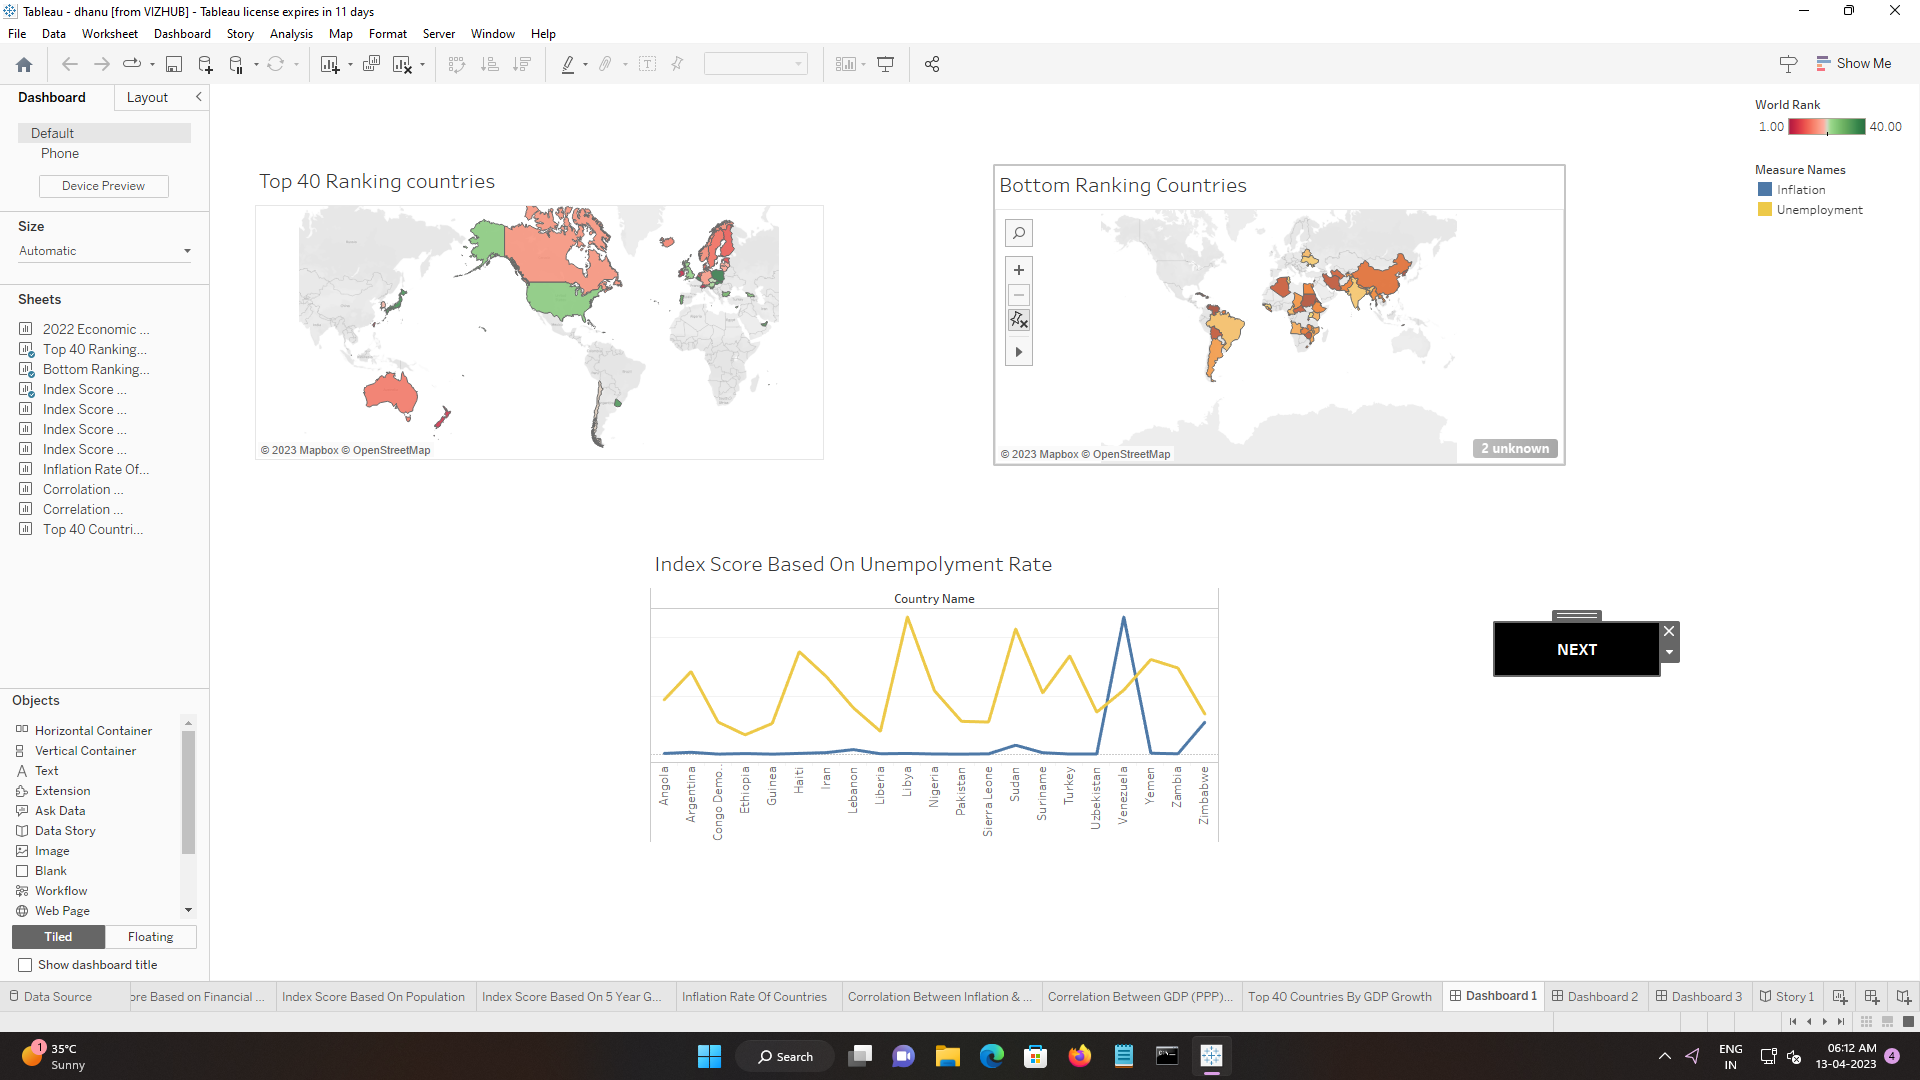 Tableau - dhanu [from VIZHUB] - Tableau license expires in 11 days
File Data Worksheet Dashboard Story Analysis Map Format Server Window Help
Show Me
Dashboard Layout
Default
Phone
Device Preview
Size
Automatic
Sheets
2022 Economic ...
Top 40 Ranking...
Bottom Ranking...
Index Score ...
Index Score ...
Index Score ...
Index Score ...
Inflation Rate Of...
Corrolation ...
Correlation ...
Top 40 Countri...
Objects
Horizontal Container
Vertical Container
Text
Extension
Ask Data
Data Story
Image
Blank
Workflow
Web Page
Tiled Floating
Show dashboard title
Top 40 Ranking countries
© 2023 Mapbox © OpenStreetMap
Bottom Ranking Countries
© 2023 Mapbox © OpenStreetMap
2 unknown
World Rank
1.00 40.00
Measure Names
Inflation
Unemployment
Index Score Based On Unempolyment Rate
Country Name
Angola
Argentina
Congo Demo..
Ethiopia
Guinea
Haiti
Iran
Lebanon
Liberia
Libya
Nigeria
Pakistan
Sierra Leone
Sudan
Suriname
Turkey
Uzbekistan
Venezuela
Yemen
Zambia
Zimbabwe
NEXT
Data Source ore Based on Financial ... Index Score Based On Population Index Score Based On 5 Year G... Inflation Rate Of Countries Corrolation Between Inflation & ... Correlation Between GDP (PPP)... Top 40 Countries By GDP Growth Dashboard 1 Dashboard 2 Dashboard 3 Story 1
1
35°C
Sunny
Search
ENG
IN
06:12 AM
13-04-2023
4